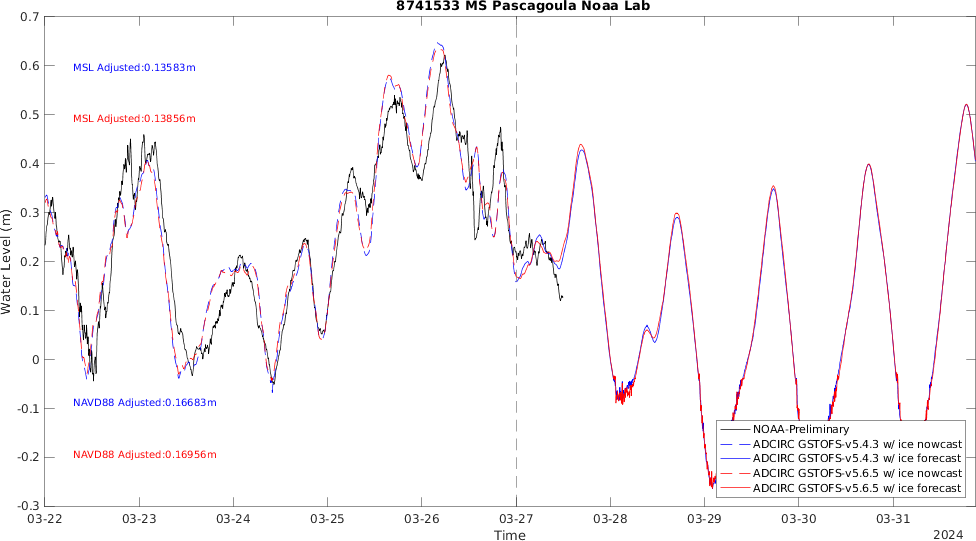 8741533 MS Pascagoula Noaa Lab
0.7
0.6
0.5
0.4
0.3
0.2
0.1
0
-0.1
-0.2
-0.3
Water Level (m)
MSL Adjusted:0.13583m
MSL Adjusted:0.13856m
NAVD88 Adjusted:0.16683m
NAVD88 Adjusted:0.16956m
NOAA-Preliminary
ADCIRC GSTOFS-v5.4.3 w/ ice nowcast
ADCIRC GSTOFS-v5.4.3 w/ ice forecast
ADCIRC GSTOFS-v5.6.5 w/ ice nowcast
ADCIRC GSTOFS-v5.6.5 w/ ice forecast
03-22 03-23 03-24 03-25 03-26 03-27 03-28 03-29 03-30 03-31
Time
2024